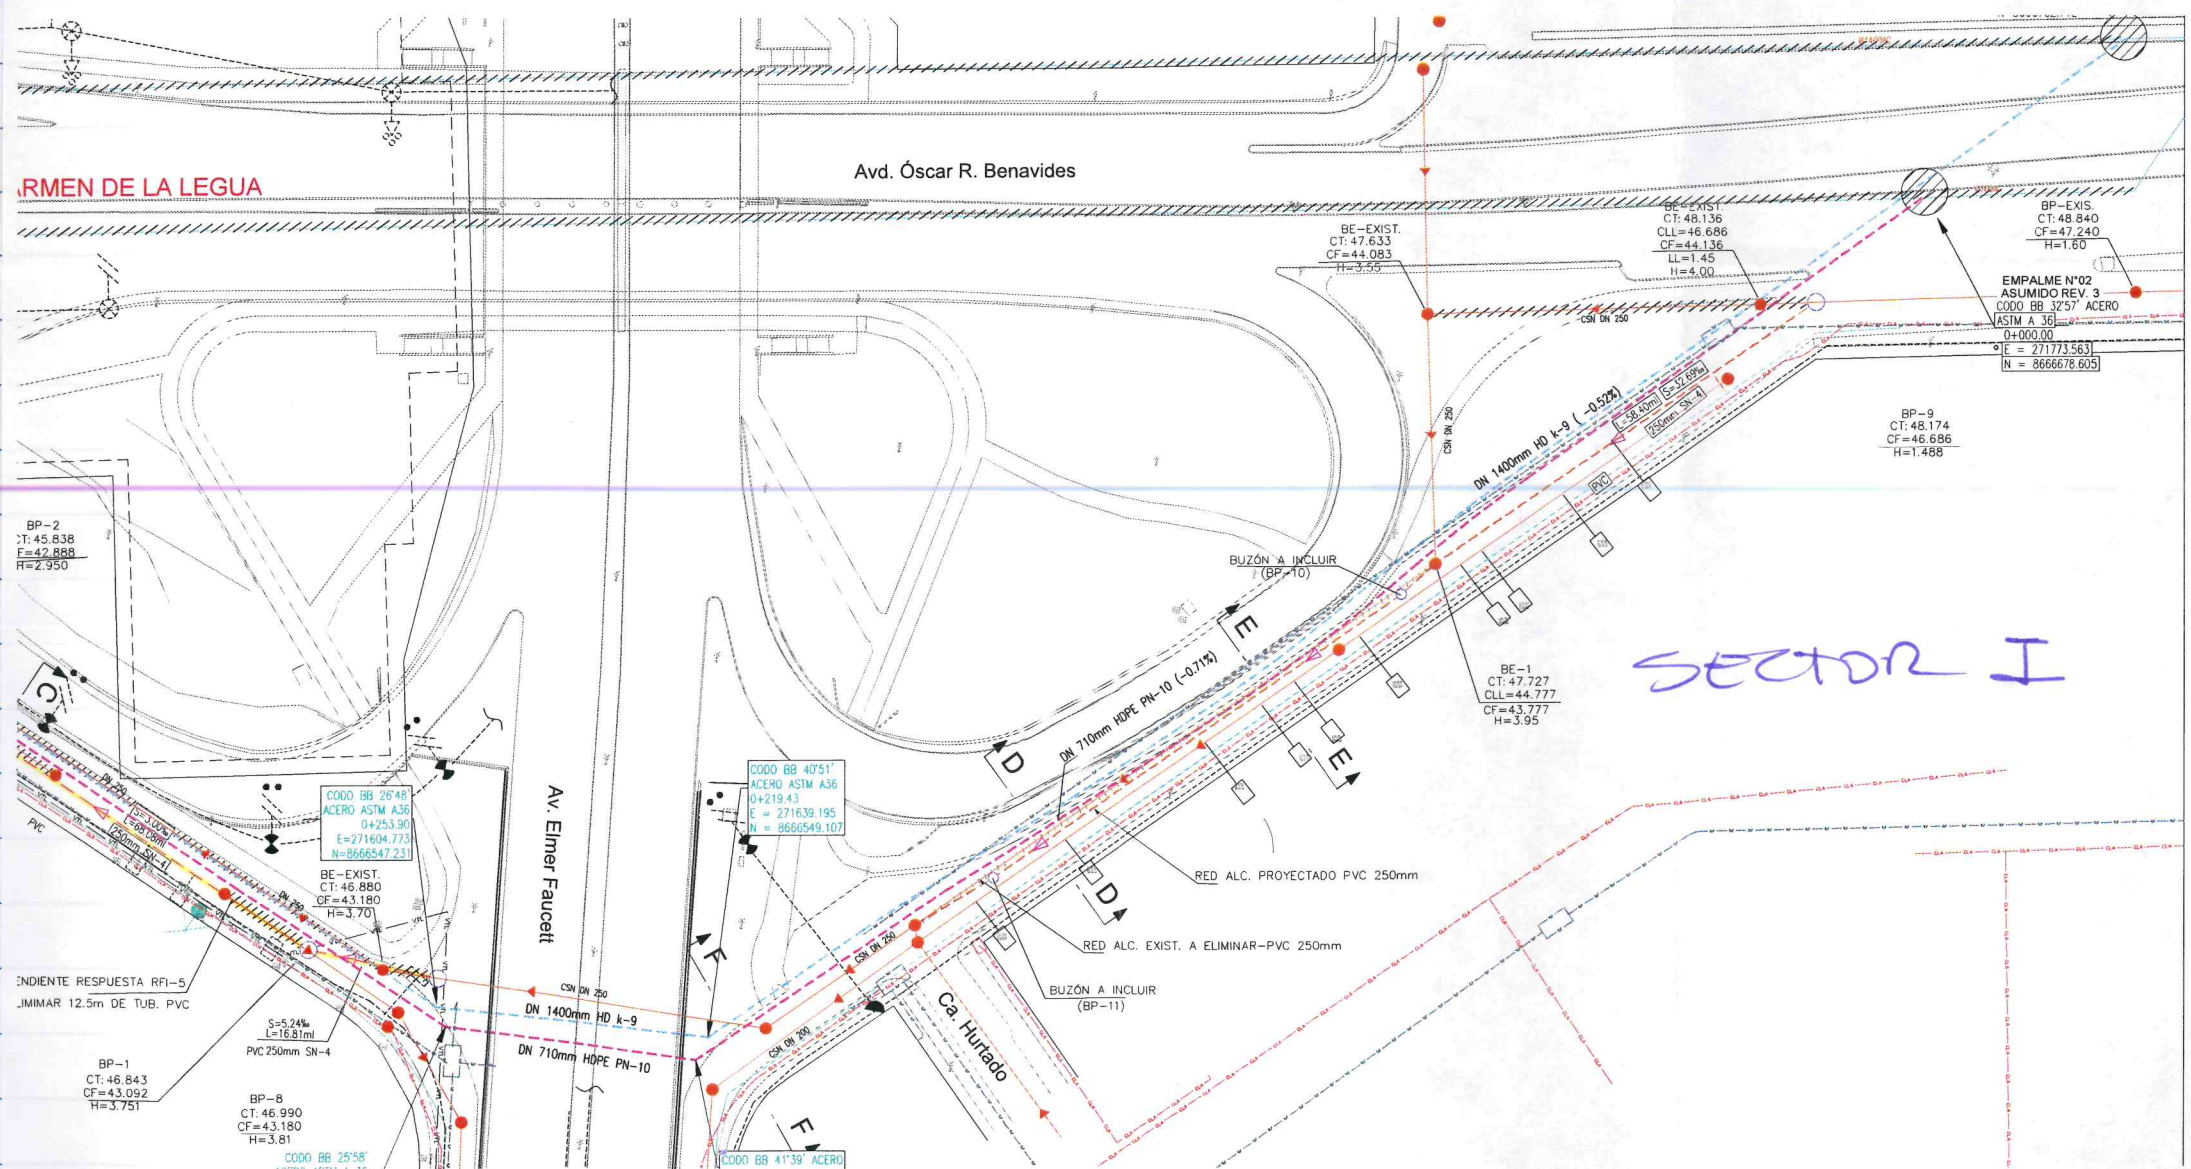 ARMEN DE LA LEGUA
Avd. Óscar R. Benavides
BE-EXIST.
CT: 47.633
CF=44.083
H=3.55
BE-EXIST.
CT: 48.136
CLL=46.686
CF=44.136
LL=1.45
H=4.00
BP-EXIS.
CT: 48.840
CF=47.240
H=1.60
EMPALME N°02
ASUMIDO REV. 3
CODO BB 32°57' ACERO
ASTM A 36
0+000.00
E = 271773.563
N = 8666678.605
CSN DN 250
CSN DN 250
DN 1400mm HD k-9 ( -0.52%)
L=58.40ml
S=32.69‰
250mm SN-4
PVC
BP-9
CT: 48.174
CF=46.686
H=1.488
BP-2
CT: 45.838
F=42.888
H=2.950
BUZÓN A INCLUIR
(BP-10)
E
SECTOR I
BE-1
CT: 47.727
CLL=44.777
CF=43.777
H=3.95
DN 710mm HDPE PN-10 (-0.71%)
C
D
E
CODO BB 40°51'
ACERO ASTM A36
0+219.43
E = 271639.195
N = 8666549.107
CODO BB 26°48'
ACERO ASTM A36
0+253.90
E=271604.773
N=8666547.231
DN 250
S=3.00‰
L=68.08ml
250mm SN-4
PVC
Av. Elmer Faucett
BE-EXIST.
CT: 46.880
CF=43.180
H=3.70
DN 250
RED ALC. PROYECTADO PVC 250mm
D
RED ALC. EXIST. A ELIMINAR-PVC 250mm
F
CSN DN 250
BUZÓN A INCLUIR
(BP-11)
ENDIENTE RESPUESTA RFI-5
LIMIMAR 12.5m DE TUB. PVC
CSN DN 250
DN 1400mm HD k-9
DN 710mm HDPE PN-10
CSN DN 200
Ca. Hurtado
S=5.24‰
L=16.81ml
PVC 250mm SN-4
BP-1
CT: 46.843
CF=43.092
H=3.751
BP-8
CT: 46.990
CF=43.180
H=3.81
CODO BB 25°58'
F
CODO BB 41°39' ACERO